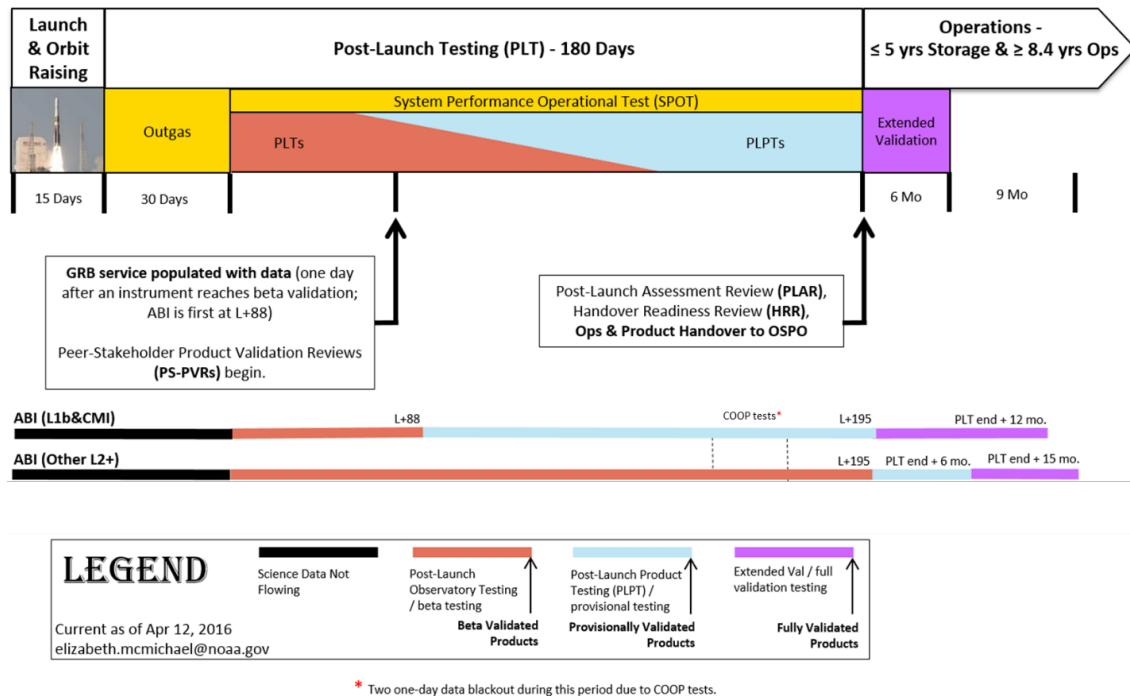 Launch
& Orbit
Raising
Post-Launch Testing (PLT) - 180 Days
Operations -
≤ 5 yrs Storage & ≥ 8.4 yrs Ops
System Performance Operational Test (SPOT)
Outgas
PLTs
PLPTs
Extended
Validation
15 Days
30 Days
6 Mo
9 Mo
GRB service populated with data (one day
after an instrument reaches beta validation;
ABI is first at L+88)
Peer-Stakeholder Product Validation Reviews
(PS-PVRs) begin.
Post-Launch Assessment Review (PLAR),
Handover Readiness Review (HRR),
Ops & Product Handover to OSPO
ABI (L1b&CMI)
L+88
COOP tests*
L+195
PLT end + 12 mo.
ABI (Other L2+)
L+195
PLT end + 6 mo.
PLT end + 15 mo.
LEGEND
Current as of Apr 12, 2016
elizabeth.mcmichael@noaa.gov
Science Data Not
Flowing
Post-Launch
Observatory Testing
/ beta testing
Beta Validated
Products
Post-Launch Product
Testing (PLPT) /
provisional testing
Provisionally Validated
Products
Extended Val / full
validation testing
Fully Validated
Products
* Two one-day data blackout during this period due to COOP tests.